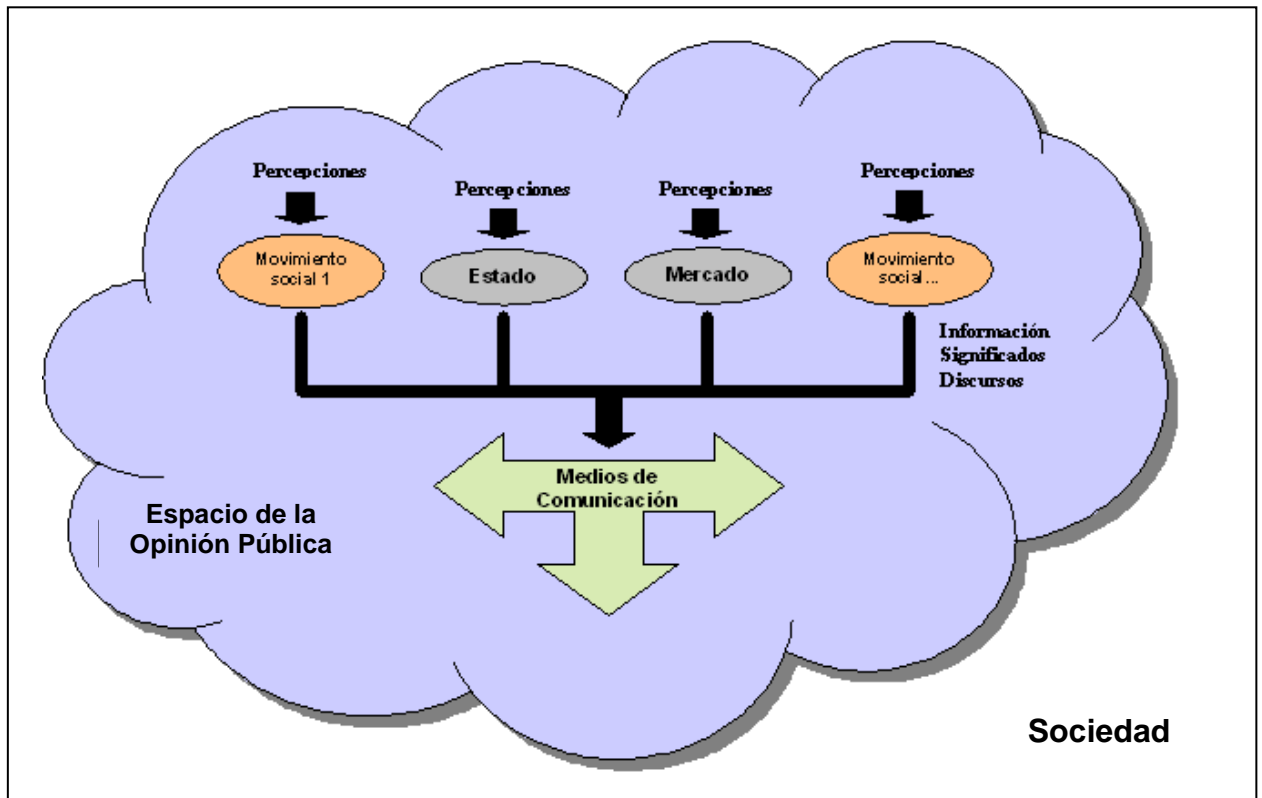 Percepciones
Percepciones
Percepciones
Percepciones
Movimiento
social 1
Estado
Mercado
Movimiento
social...
Información
Significados
Discursos
Medios de
Comunicación
Espacio de la
Opinión Pública
Sociedad